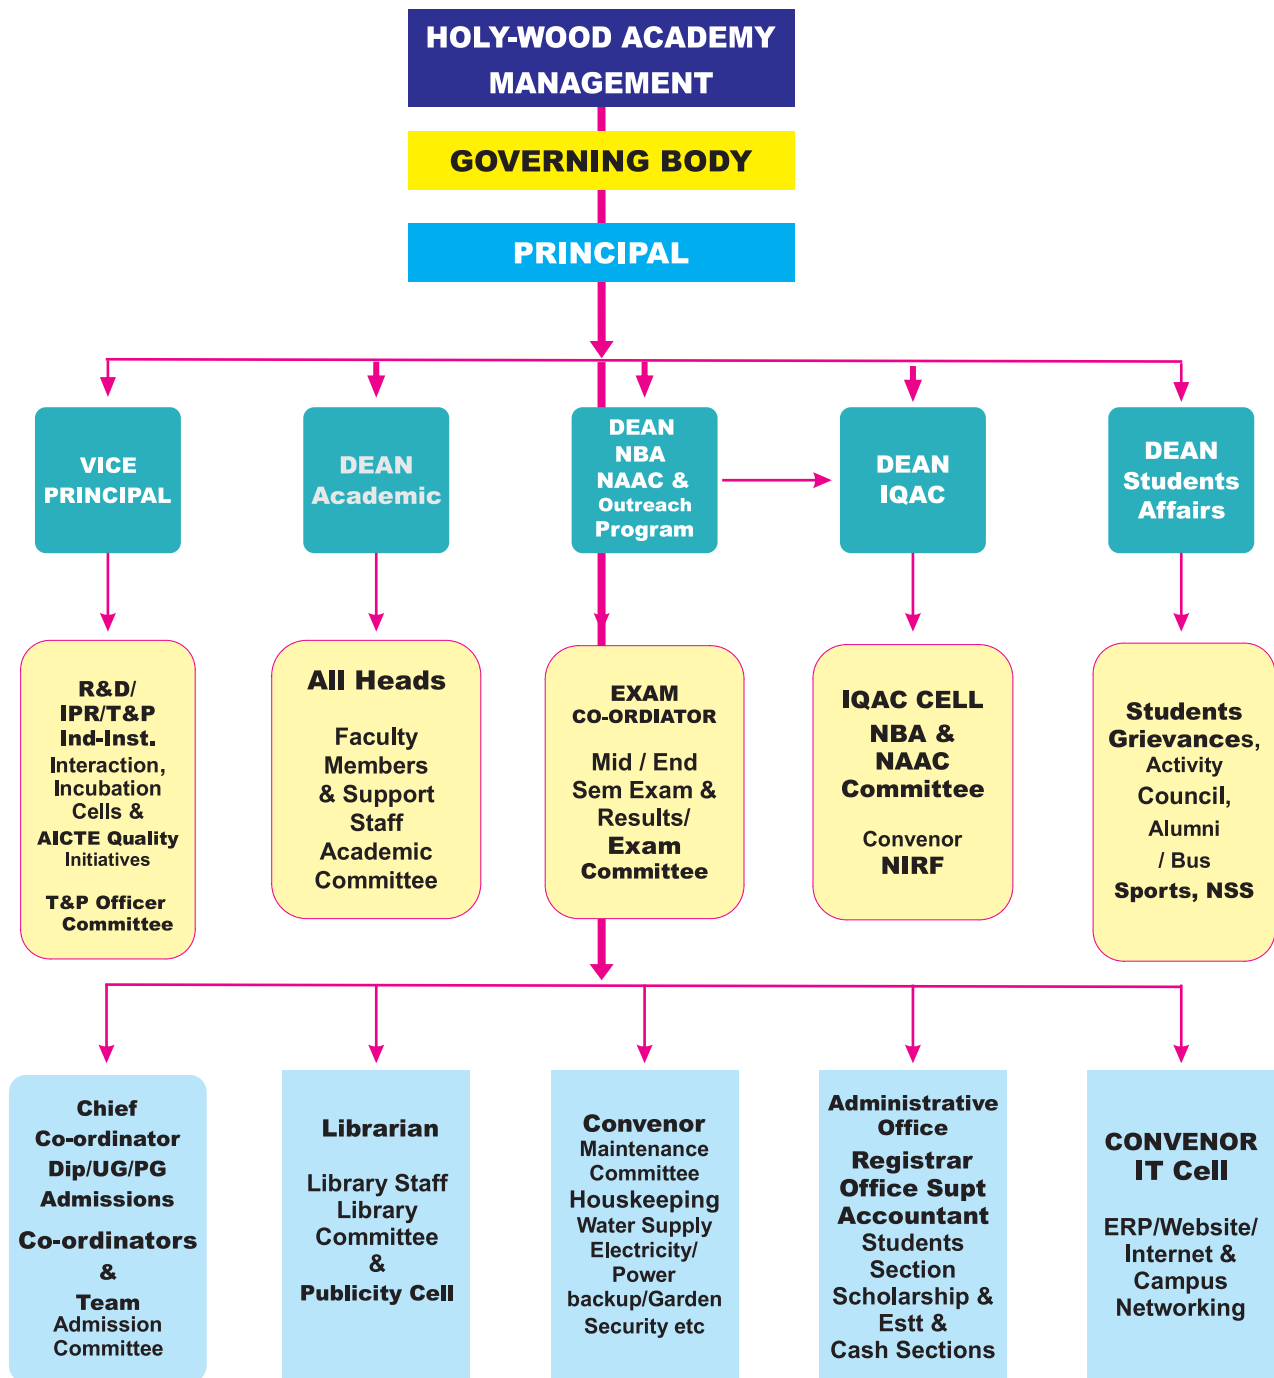 HOLY-WOOD ACADEMY
MANAGEMENT
GOVERNING BODY
PRINCIPAL
VICE
PRINCIPAL
DEAN
Academic
DEAN
NBA
NAAC &
Outreach
Program
DEAN
IQAC
DEAN
Students
Affairs
R&D/
IPR/T&P
Ind-Inst.
Interaction,
Incubation
Cells &
AICTE Quality
Initiatives
T&P Officer
Committee
All Heads
Faculty
Members
& Support
Staff
Academic
Committee
EXAM
CO-ORDIATOR
Mid / End
Sem Exam &
Results/
Exam
Committee
IQAC CELL
NBA &
NAAC
Committee
Convenor
NIRF
Students
Grievances,
Activity
Council,
Alumni
/ Bus
Sports, NSS
Chief
Co-ordinator
Dip/UG/PG
Admissions
Co-ordinators
&
Team
Admission
Committee
Librarian
Library Staff
Library
Committee
&
Publicity Cell
Convenor
Maintenance
Committee
Houskeeping
Water Supply
Electricity/
Power
backup/Garden
Security etc
Administrative
Office
Registrar
Office Supt
Accountant
Students
Section
Scholarship &
Estt &
Cash Sections
CONVENOR
IT Cell
ERP/Website/
Internet &
Campus
Networking